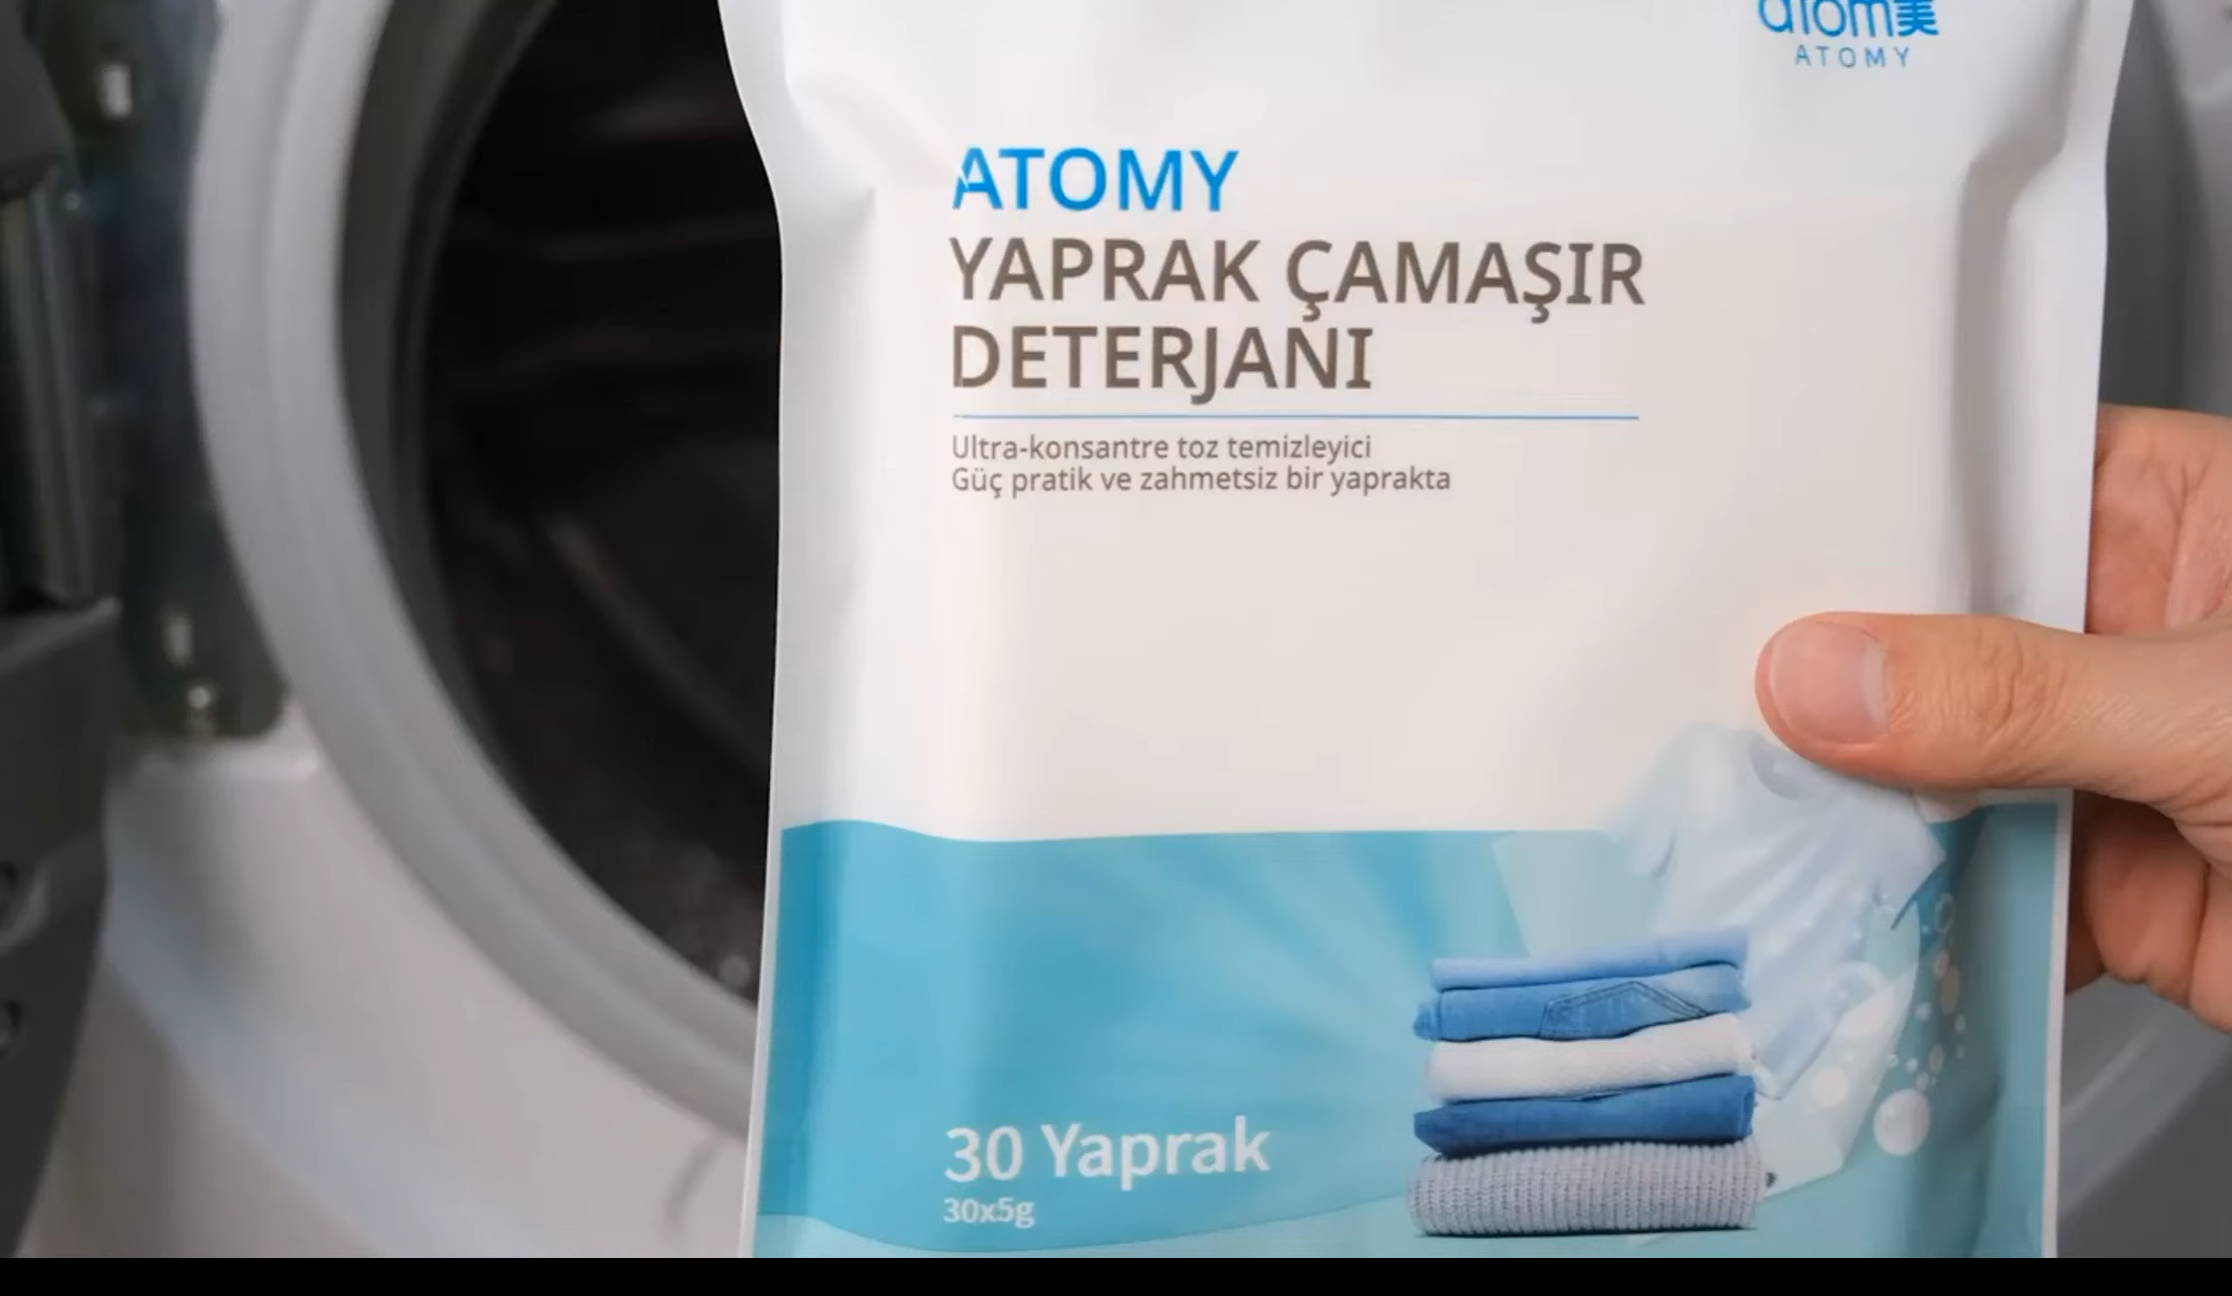 atom美
ATOMY
ATOMY
YAPRAK ÇAMAŞIR
DETERJANI
Ultra-konsantre toz temizleyici
Güç pratik ve zahmetsiz bir yaprakta
30 Yaprak
30x5g